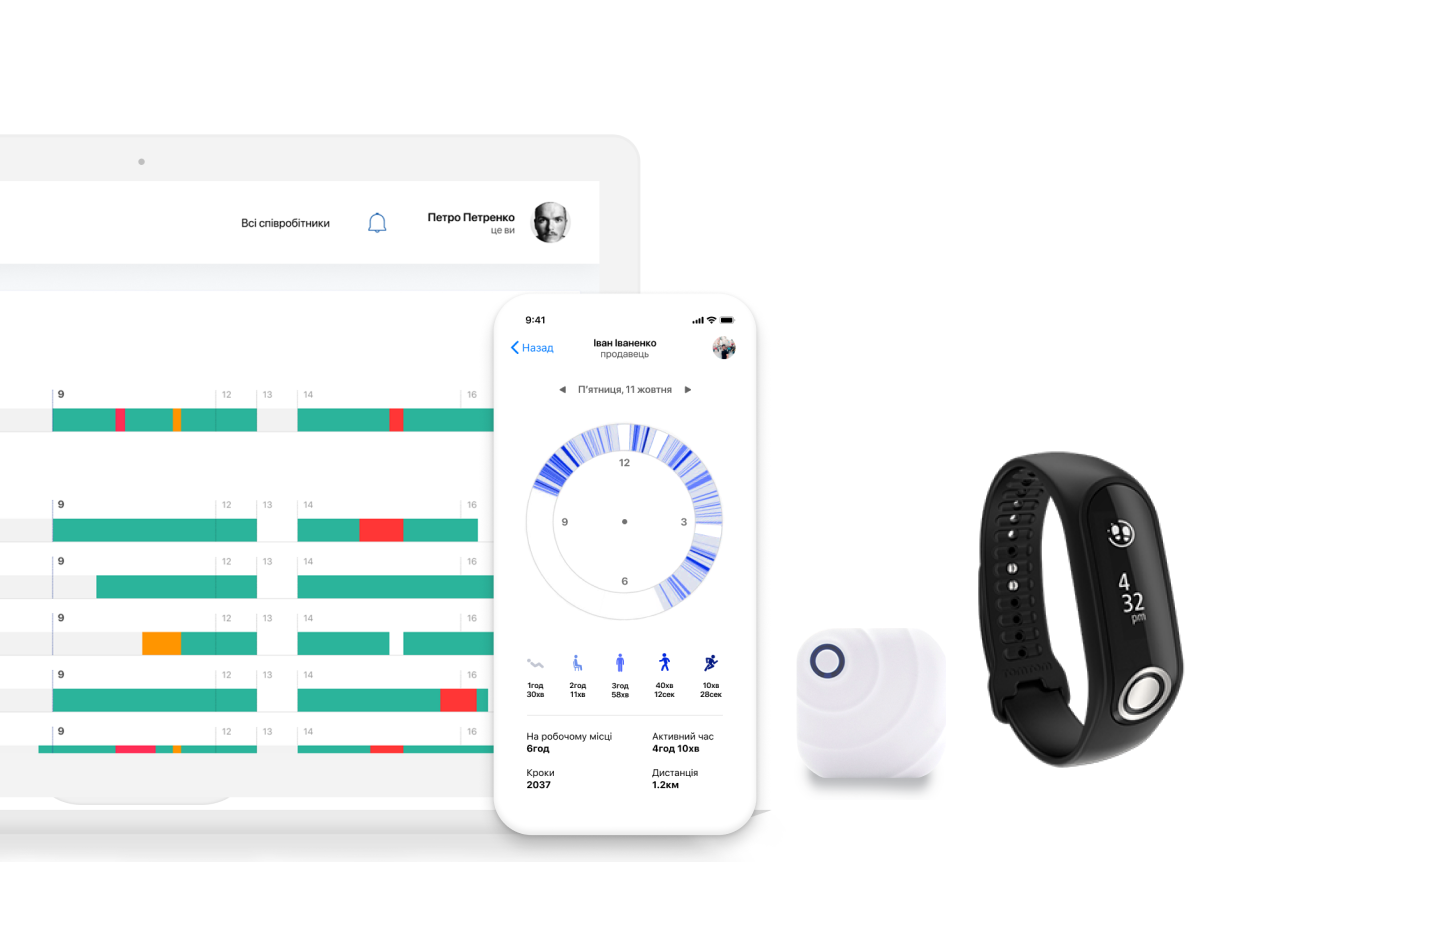 Всі співробітники
Петро Петренко
це ви
9 12 13 14 16
9 12 13 14 16
9 12 13 14 16
9 12 13 14 16
9 12 13 14 16
9 12 13 14 16
9:41
Назад
Іван Іваненко
продавець
П'ятниця, 11 жовтня
12
9
3
6
1год
30хв
2год
11хв
3год
58хв
40хв
12сек
10хв
28сек
На робочому місці
6год
Активний час
4год 10хв
Кроки
2037
Дистанція
1.2км
4
32
pm
TOMTOM